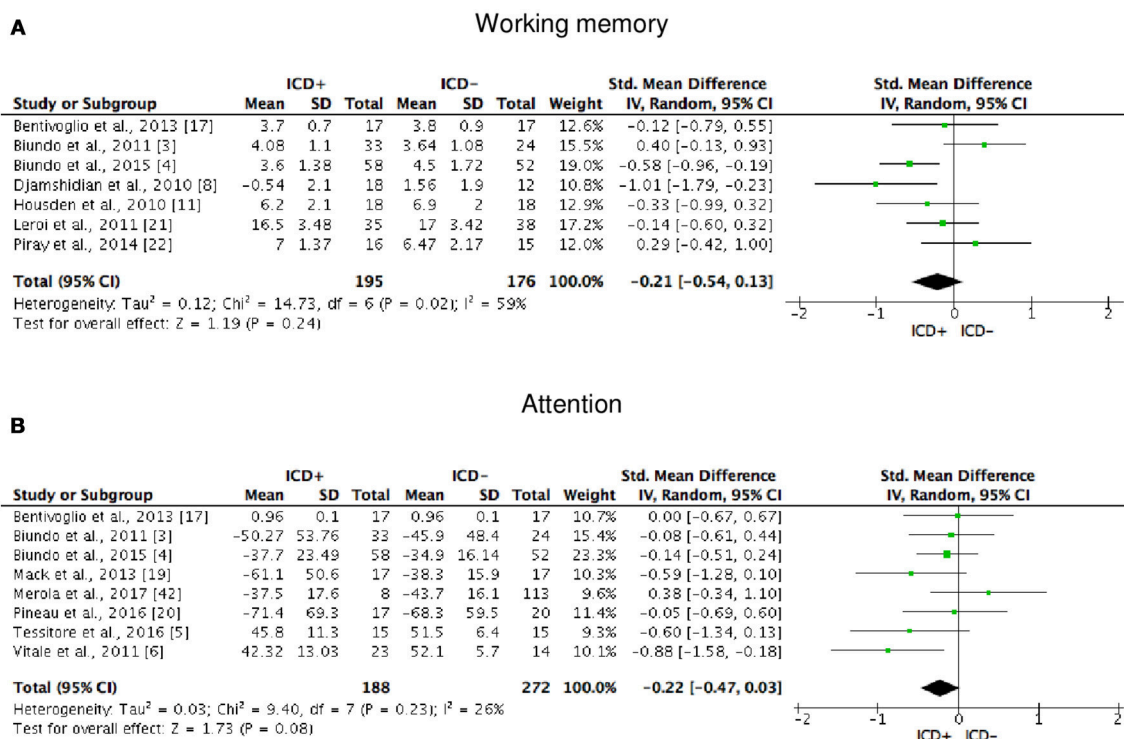 Working memory
A
ICD+ ICD− Std. Mean Difference Std. Mean Difference
Study or Subgroup Mean SD Total Mean SD Total Weight IV, Random, 95% CI IV, Random, 95% CI
Bentivoglio et al., 2013 [17] 3.7 0.7 17 3.8 0.9 17 12.6% −0.12 [−0.79, 0.55]
Biundo et al., 2011 [3] 4.08 1.1 33 3.64 1.08 24 15.5% 0.40 [−0.13, 0.93]
Biundo et al., 2015 [4] 3.6 1.38 58 4.5 1.72 52 19.0% −0.58 [−0.96, −0.19]
Djamshidian et al., 2010 [8] −0.54 2.1 18 1.56 1.9 12 10.8% −1.01 [−1.79, −0.23]
Housden et al., 2010 [11] 6.2 2.1 18 6.9 2 18 12.9% −0.33 [−0.99, 0.32]
Leroi et al., 2011 [21] 16.5 3.48 35 17 3.42 38 17.2% −0.14 [−0.60, 0.32]
Piray et al., 2014 [22] 7 1.37 16 6.47 2.17 15 12.0% 0.29 [−0.42, 1.00]
Total (95% CI) 195 176 100.0% −0.21 [−0.54, 0.13]
Heterogeneity: Tau² = 0.12; Chi² = 14.73, df = 6 (P = 0.02); I² = 59%
Test for overall effect: Z = 1.19 (P = 0.24)
−2 −1 0 1 2
ICD+ ICD−
Attention
B
ICD+ ICD− Std. Mean Difference Std. Mean Difference
Study or Subgroup Mean SD Total Mean SD Total Weight IV, Random, 95% CI IV, Random, 95% CI
Bentivoglio et al., 2013 [17] 0.96 0.1 17 0.96 0.1 17 10.7% 0.00 [−0.67, 0.67]
Biundo et al., 2011 [3] −50.27 53.76 33 −45.9 48.4 24 15.4% −0.08 [−0.61, 0.44]
Biundo et al., 2015 [4] −37.7 23.49 58 −34.9 16.14 52 23.3% −0.14 [−0.51, 0.24]
Mack et al., 2013 [19] −61.1 50.6 17 −38.3 15.9 17 10.3% −0.59 [−1.28, 0.10]
Merola et al., 2017 [42] −37.5 17.6 8 −43.7 16.1 113 9.6% 0.38 [−0.34, 1.10]
Pineau et al., 2016 [20] −71.4 69.3 17 −68.3 59.5 20 11.4% −0.05 [−0.69, 0.60]
Tessitore et al., 2016 [5] 45.8 11.3 15 51.5 6.4 15 9.3% −0.60 [−1.34, 0.13]
Vitale et al., 2011 [6] 42.32 13.03 23 52.1 5.7 14 10.1% −0.88 [−1.58, −0.18]
Total (95% CI) 188 272 100.0% −0.22 [−0.47, 0.03]
Heterogeneity: Tau² = 0.03; Chi² = 9.40, df = 7 (P = 0.23); I² = 26%
Test for overall effect: Z = 1.73 (P = 0.08)
−2 −1 0 1 2
ICD+ ICD−